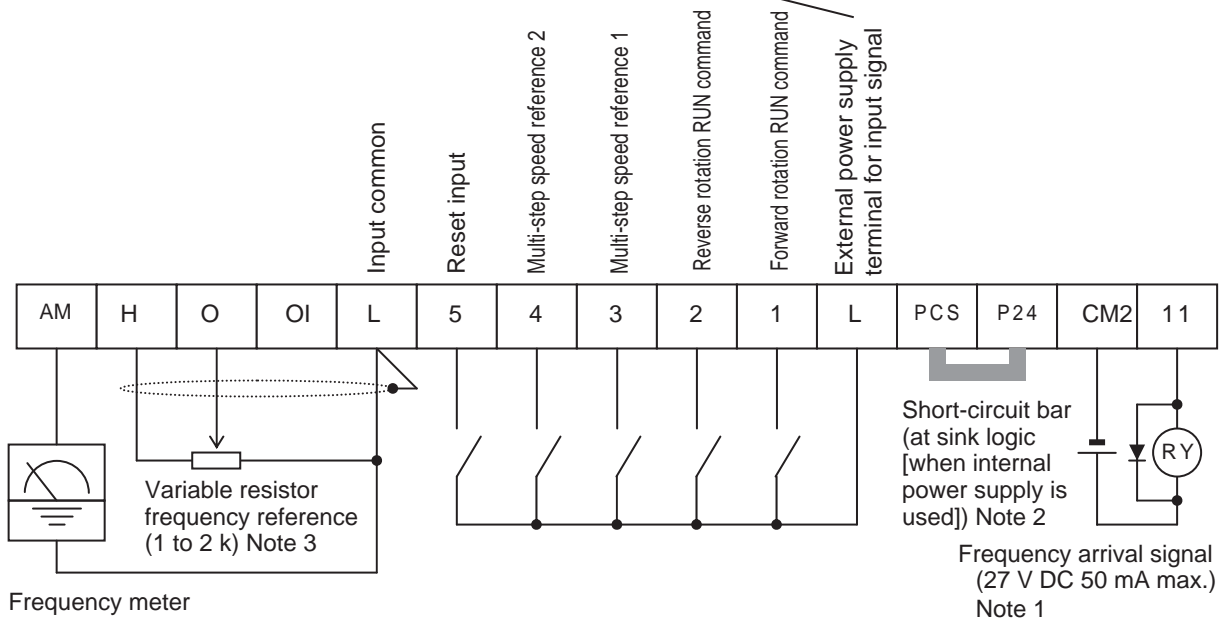 Input common
Reset input
Multi-step speed reference 2
Multi-step speed reference 1
Reverse rotation RUN command
Forward rotation RUN command
External power supply
terminal for input signal
AM H O OI L 5 4 3 2 1 L PCS P24 CM2 11
Variable resistor
frequency reference
(1 to 2 k) Note 3
Frequency meter
Short-circuit bar
(at sink logic
[when internal
power supply is
used]) Note 2
RY
Frequency arrival signal
(27 V DC 50 mA max.)
Note 1